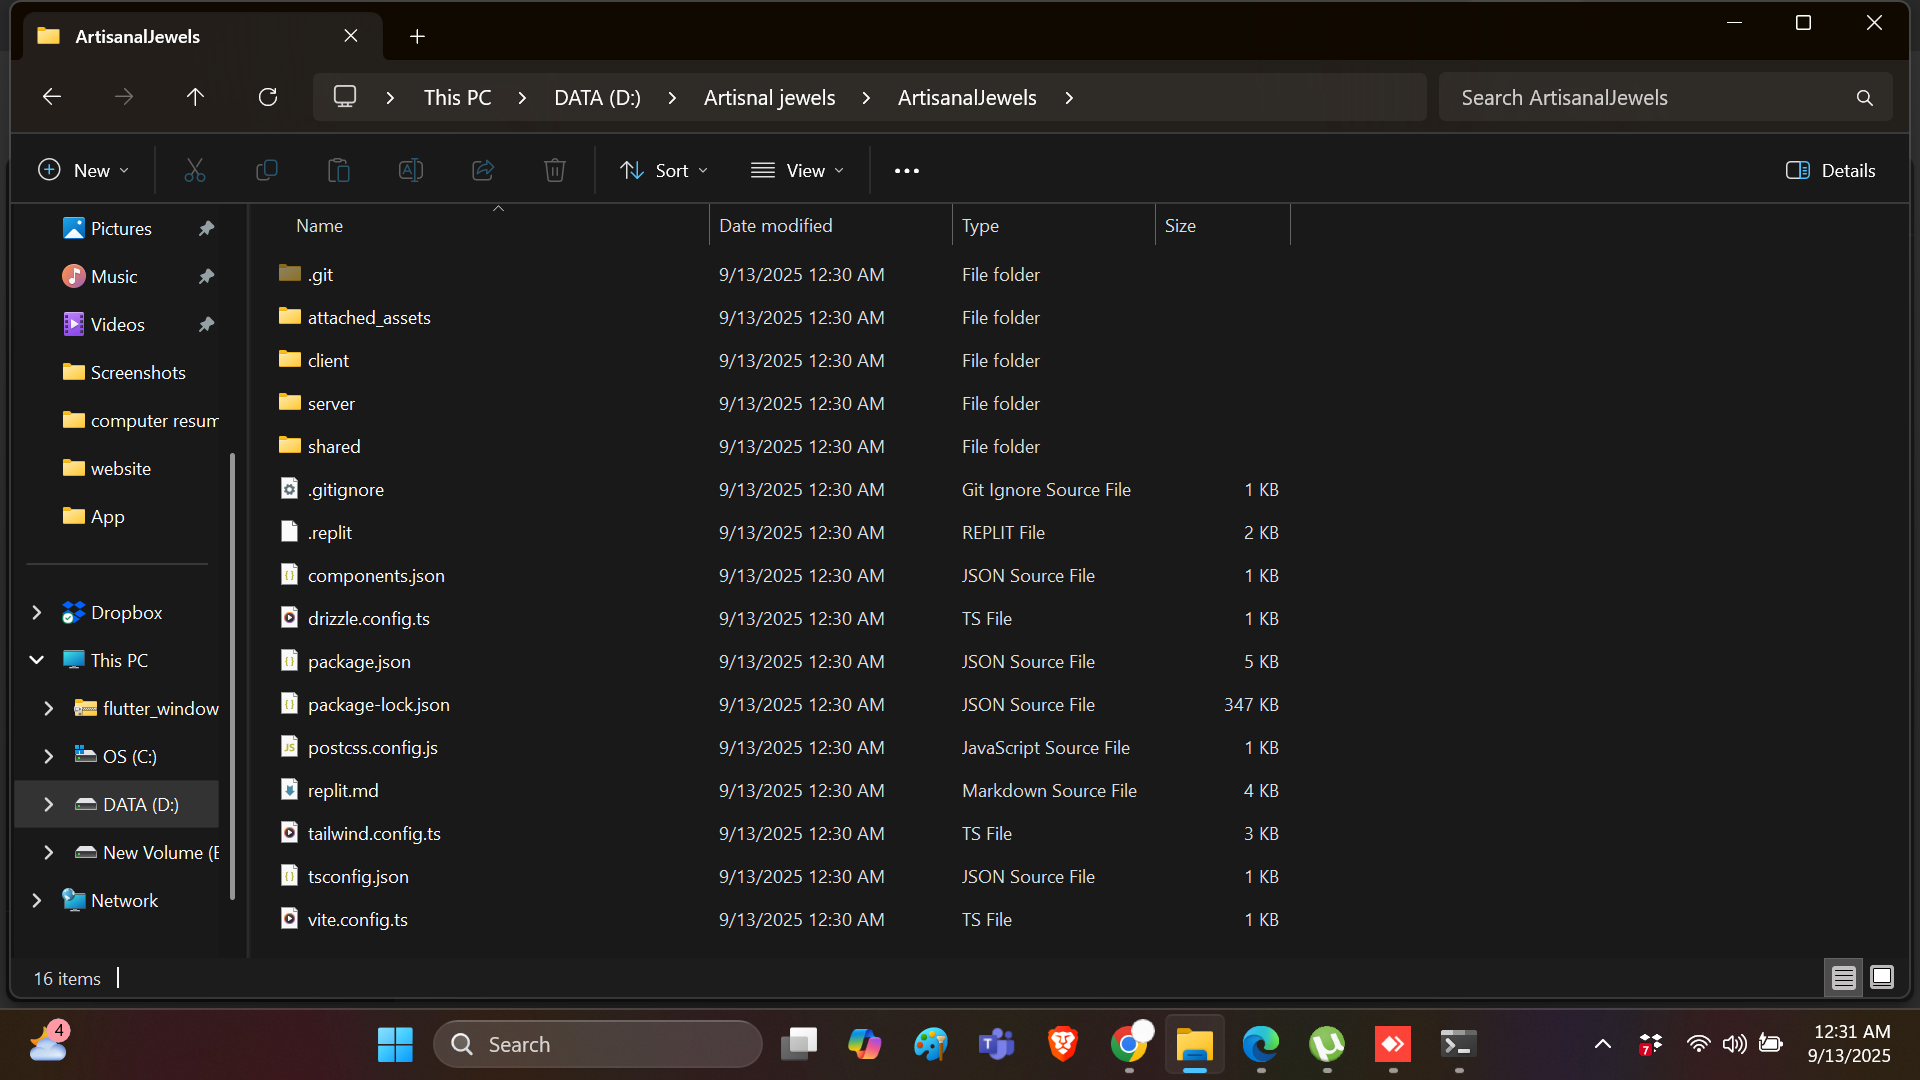 ArtisanalJewels
This PC
DATA (D:)
Artisnal jewels
ArtisanalJewels
Search ArtisanalJewels
New
Sort
View
Details
Pictures
Music
Videos
Screenshots
computer resum
website
App
Dropbox
This PC
flutter_window
OS (C:)
DATA (D:)
New Volume (E
Network
Name Date modified Type Size
.git 9/13/2025 12:30 AM File folder
attached_assets 9/13/2025 12:30 AM File folder
client 9/13/2025 12:30 AM File folder
server 9/13/2025 12:30 AM File folder
shared 9/13/2025 12:30 AM File folder
.gitignore 9/13/2025 12:30 AM Git Ignore Source File 1 KB
.replit 9/13/2025 12:30 AM REPLIT File 2 KB
components.json 9/13/2025 12:30 AM JSON Source File 1 KB
drizzle.config.ts 9/13/2025 12:30 AM TS File 1 KB
package.json 9/13/2025 12:30 AM JSON Source File 5 KB
package-lock.json 9/13/2025 12:30 AM JSON Source File 347 KB
postcss.config.js 9/13/2025 12:30 AM JavaScript Source File 1 KB
replit.md 9/13/2025 12:30 AM Markdown Source File 4 KB
tailwind.config.ts 9/13/2025 12:30 AM TS File 3 KB
tsconfig.json 9/13/2025 12:30 AM JSON Source File 1 KB
vite.config.ts 9/13/2025 12:30 AM TS File 1 KB
16 items
4
Search
7
12:31 AM
9/13/2025